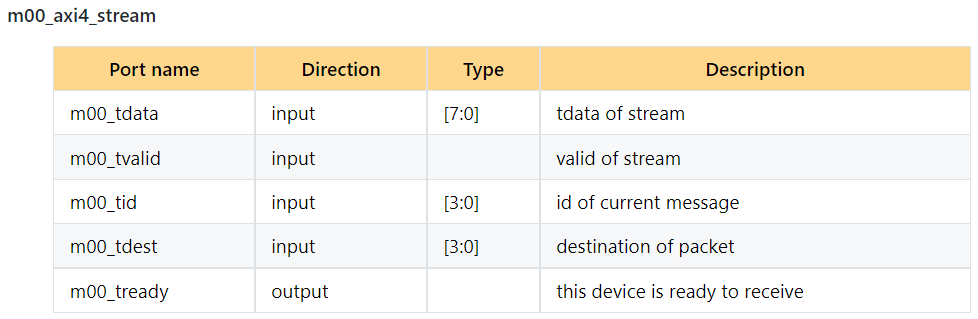 m00_axi4_stream
Port name Direction Type Description
m00_tdata input [7:0] tdata of stream
m00_tvalid input valid of stream
m00_tid input [3:0] id of current message
m00_tdest input [3:0] destination of packet
m00_tready output this device is ready to receive